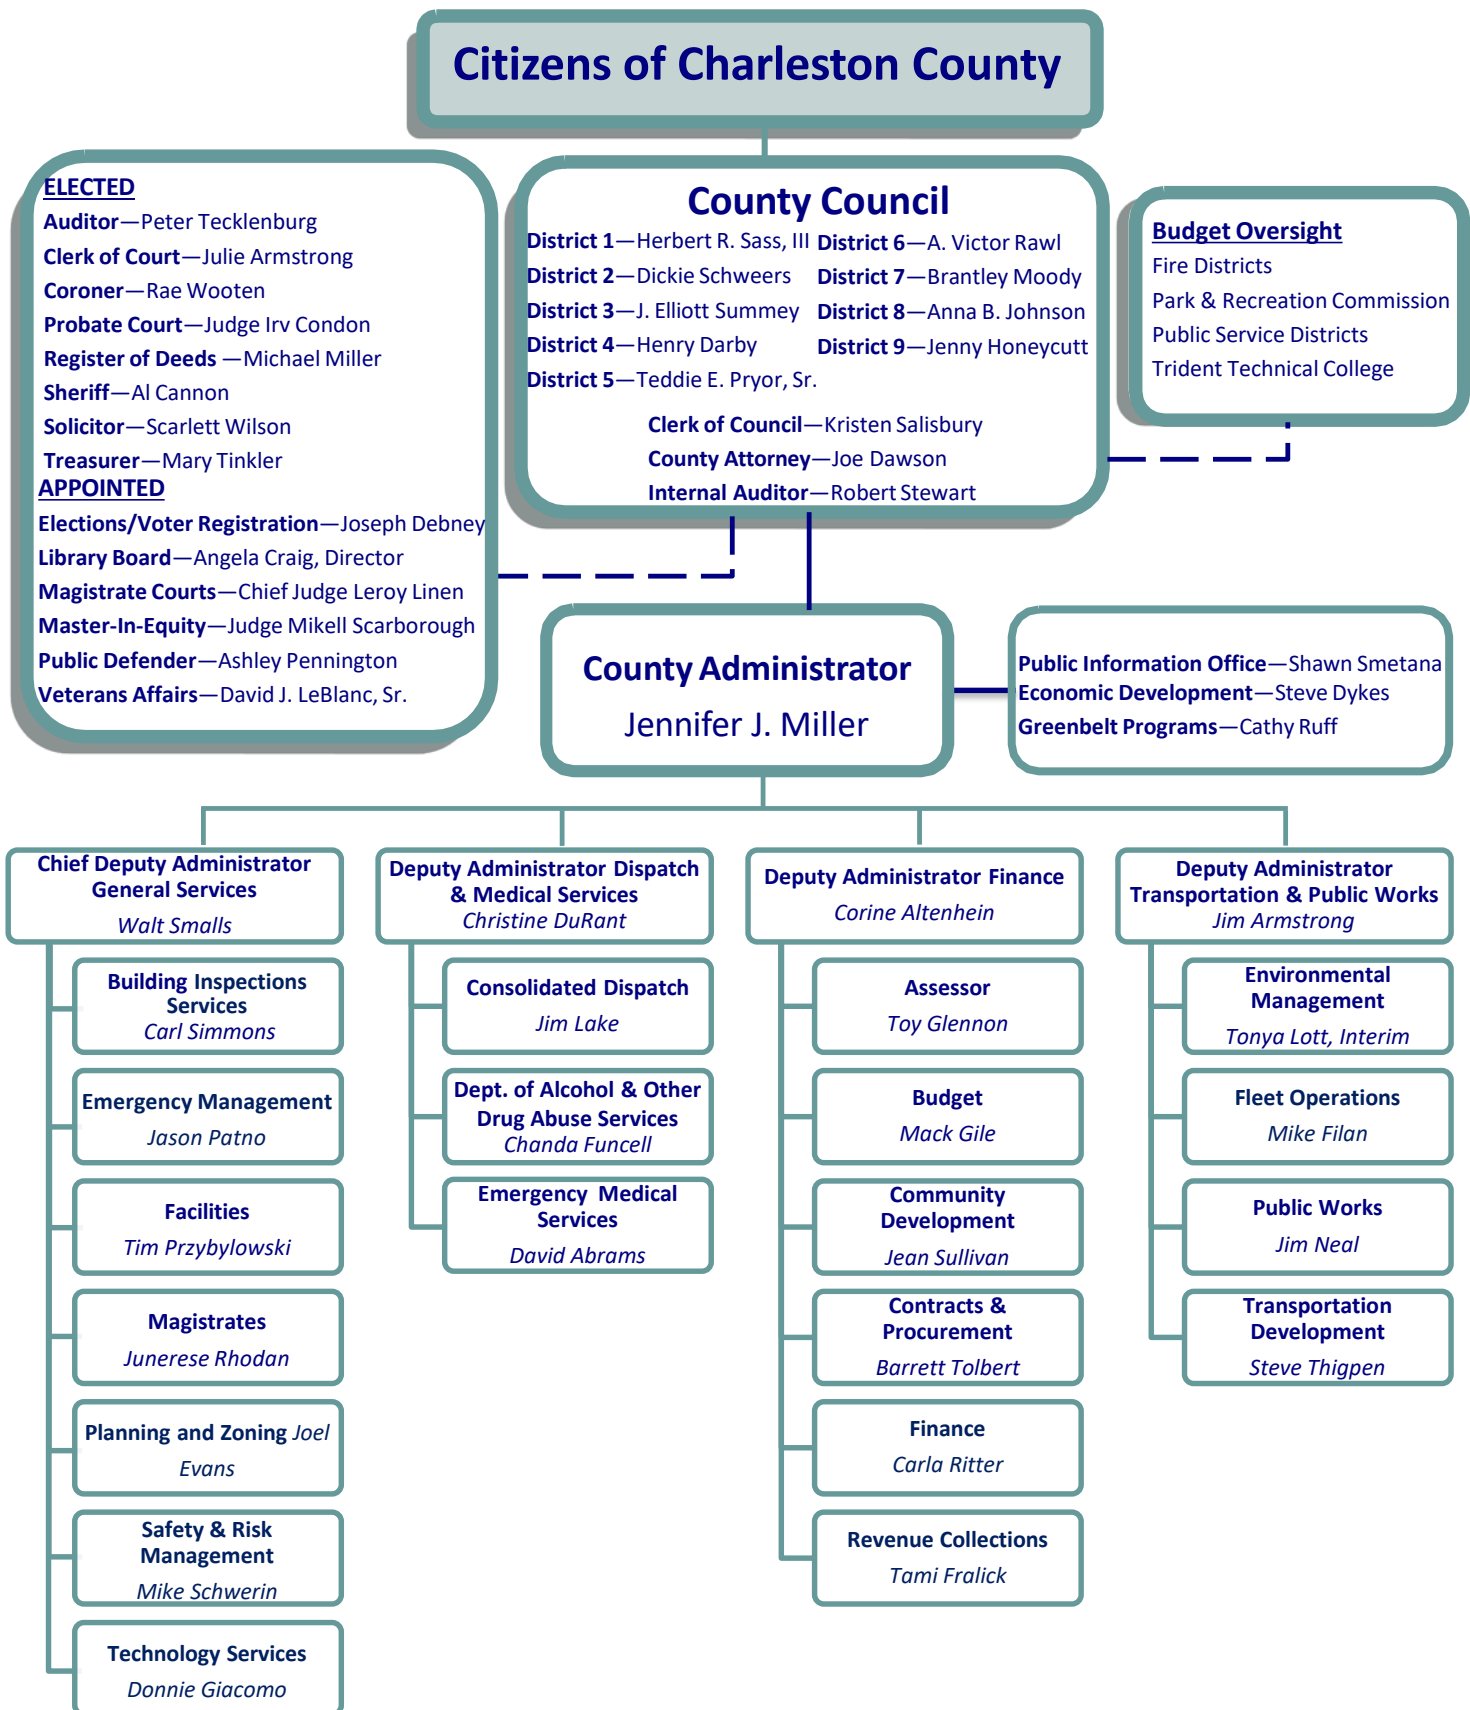 Citizens of Charleston County
ELECTED
Auditor—Peter Tecklenburg
Clerk of Court—Julie Armstrong
Coroner—Rae Wooten
Probate Court—Judge Irv Condon
Register of Deeds —Michael Miller
Sheriff—Al Cannon
Solicitor—Scarlett Wilson
Treasurer—Mary Tinkler
APPOINTED
Elections/Voter Registration—Joseph Debney
Library Board—Angela Craig, Director
Magistrate Courts—Chief Judge Leroy Linen
Master-In-Equity—Judge Mikell Scarborough
Public Defender—Ashley Pennington
Veterans Affairs—David J. LeBlanc, Sr.
County Council
District 1—Herbert R. Sass, III
District 2—Dickie Schweers
District 3—J. Elliott Summey
District 4—Henry Darby
District 5—Teddie E. Pryor, Sr.
District 6—A. Victor Rawl
District 7—Brantley Moody
District 8—Anna B. Johnson
District 9—Jenny Honeycutt
Clerk of Council—Kristen Salisbury
County Attorney—Joe Dawson
Internal Auditor—Robert Stewart
Budget Oversight
Fire Districts
Park & Recreation Commission
Public Service Districts
Trident Technical College
County Administrator
Jennifer J. Miller
Public Information Office—Shawn Smetana
Economic Development—Steve Dykes
Greenbelt Programs—Cathy Ruff
Chief Deputy Administrator
General Services
Walt Smalls
Building Inspections
Services
Carl Simmons
Emergency Management
Jason Patno
Facilities
Tim Przybylowski
Magistrates
Junerese Rhodan
Planning and Zoning Joel
Evans
Safety & Risk
Management
Mike Schwerin
Technology Services
Donnie Giacomo
Deputy Administrator Dispatch
& Medical Services
Christine DuRant
Consolidated Dispatch
Jim Lake
Dept. of Alcohol & Other
Drug Abuse Services
Chanda Funcell
Emergency Medical
Services
David Abrams
Deputy Administrator Finance
Corine Altenhein
Assessor
Toy Glennon
Budget
Mack Gile
Community
Development
Jean Sullivan
Contracts &
Procurement
Barrett Tolbert
Finance
Carla Ritter
Revenue Collections
Tami Fralick
Deputy Administrator
Transportation & Public Works
Jim Armstrong
Environmental
Management
Tonya Lott, Interim
Fleet Operations
Mike Filan
Public Works
Jim Neal
Transportation
Development
Steve Thigpen